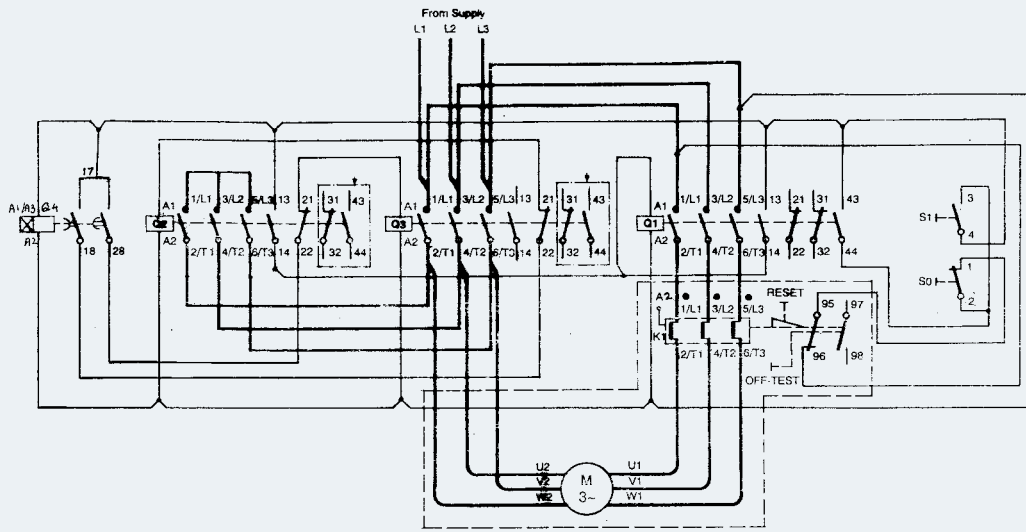 From Supply
L1 L2 L3
17
A1/A3 Q4
A2
18 28
A1 1/L1 3/L2 5/L3 13 21 31 43
Q2
A2 2/T1 4/T2 6/T3 14 22 32 44
A1 1/L1 3/L2 5/L3 13 21 31 43
Q3
A2 2/T1 4/T2 6/T3 14 22 32 44
A1 1/L1 3/L2 5/L3 13 21 31 43
Q1
A2 2/T1 4/T2 6/T3 14 22 32 44
3
S1
4
1
S0
2
A2 1/L1 3/L2 5/L3 RESET 95 97
K1
2/T1 4/T2 6/T3 96 98
OFF-TEST
U2 U1
V2 M V1
W2 3~ W1